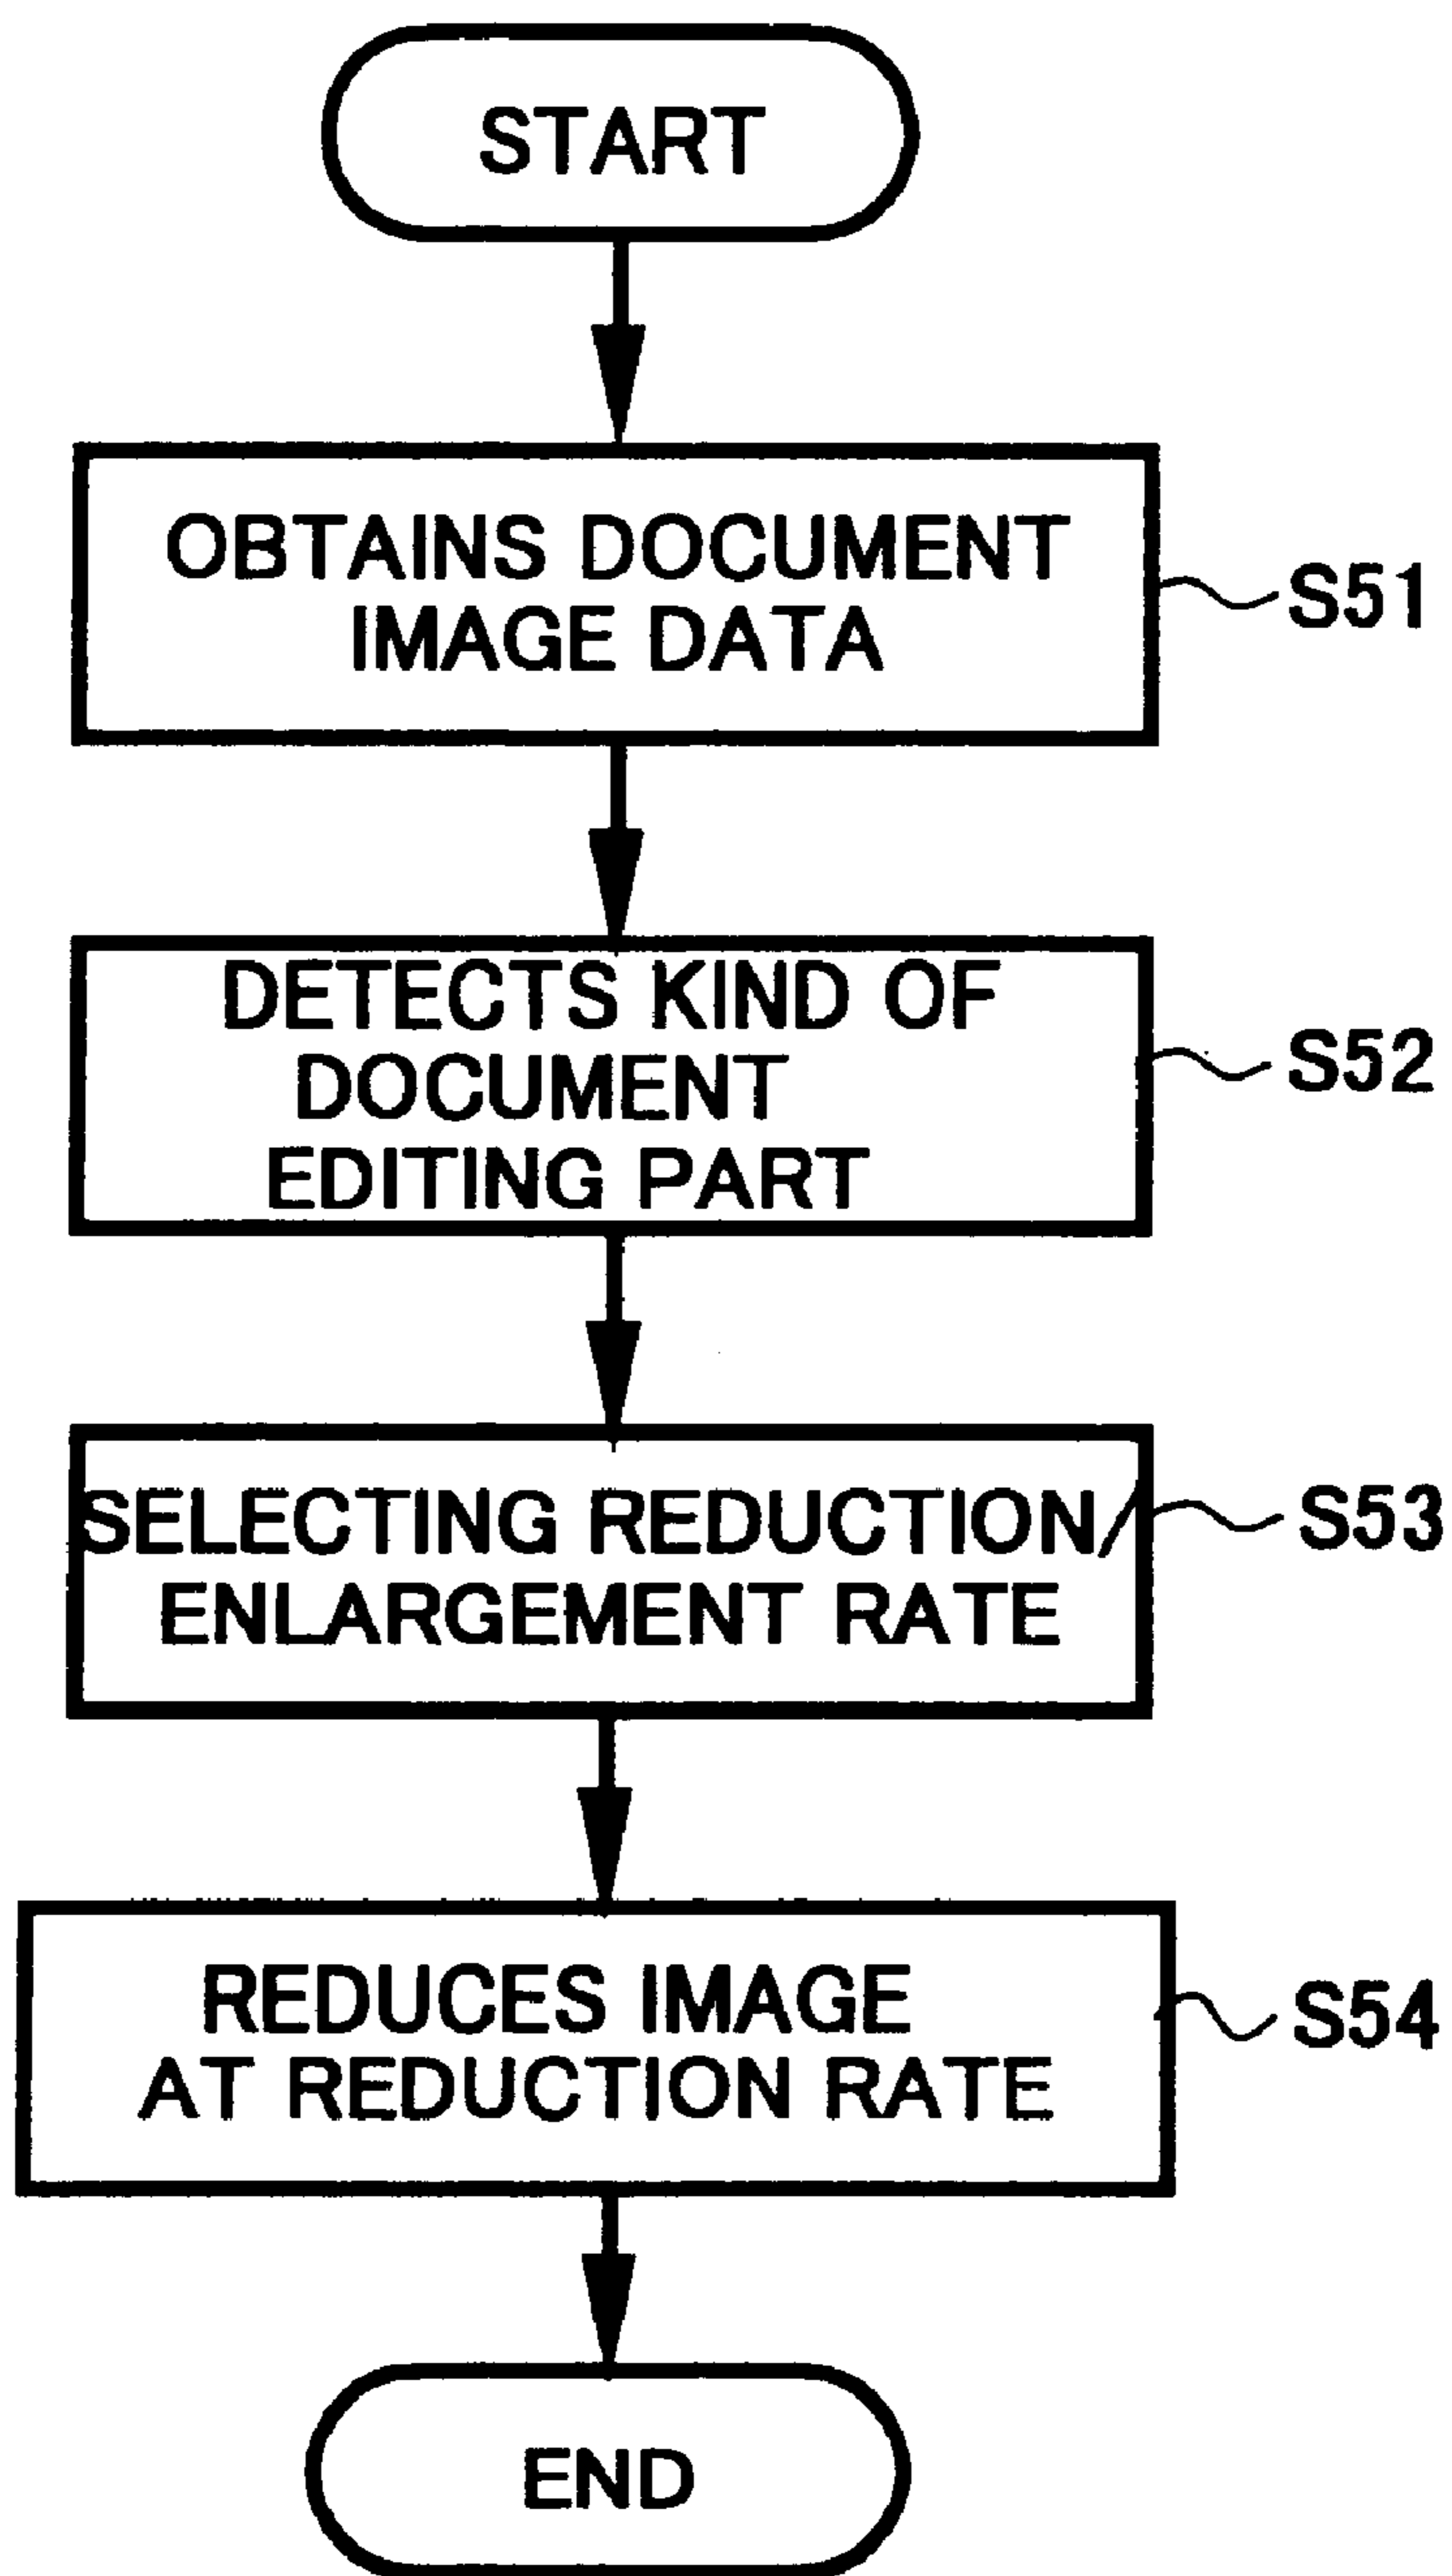 START
OBTAINS DOCUMENT
IMAGE DATA
S51
DETECTS KIND OF
DOCUMENT
EDITING PART
S52
SELECTING REDUCTION/
ENLARGEMENT RATE
S53
REDUCES IMAGE
AT REDUCTION RATE
S54
END